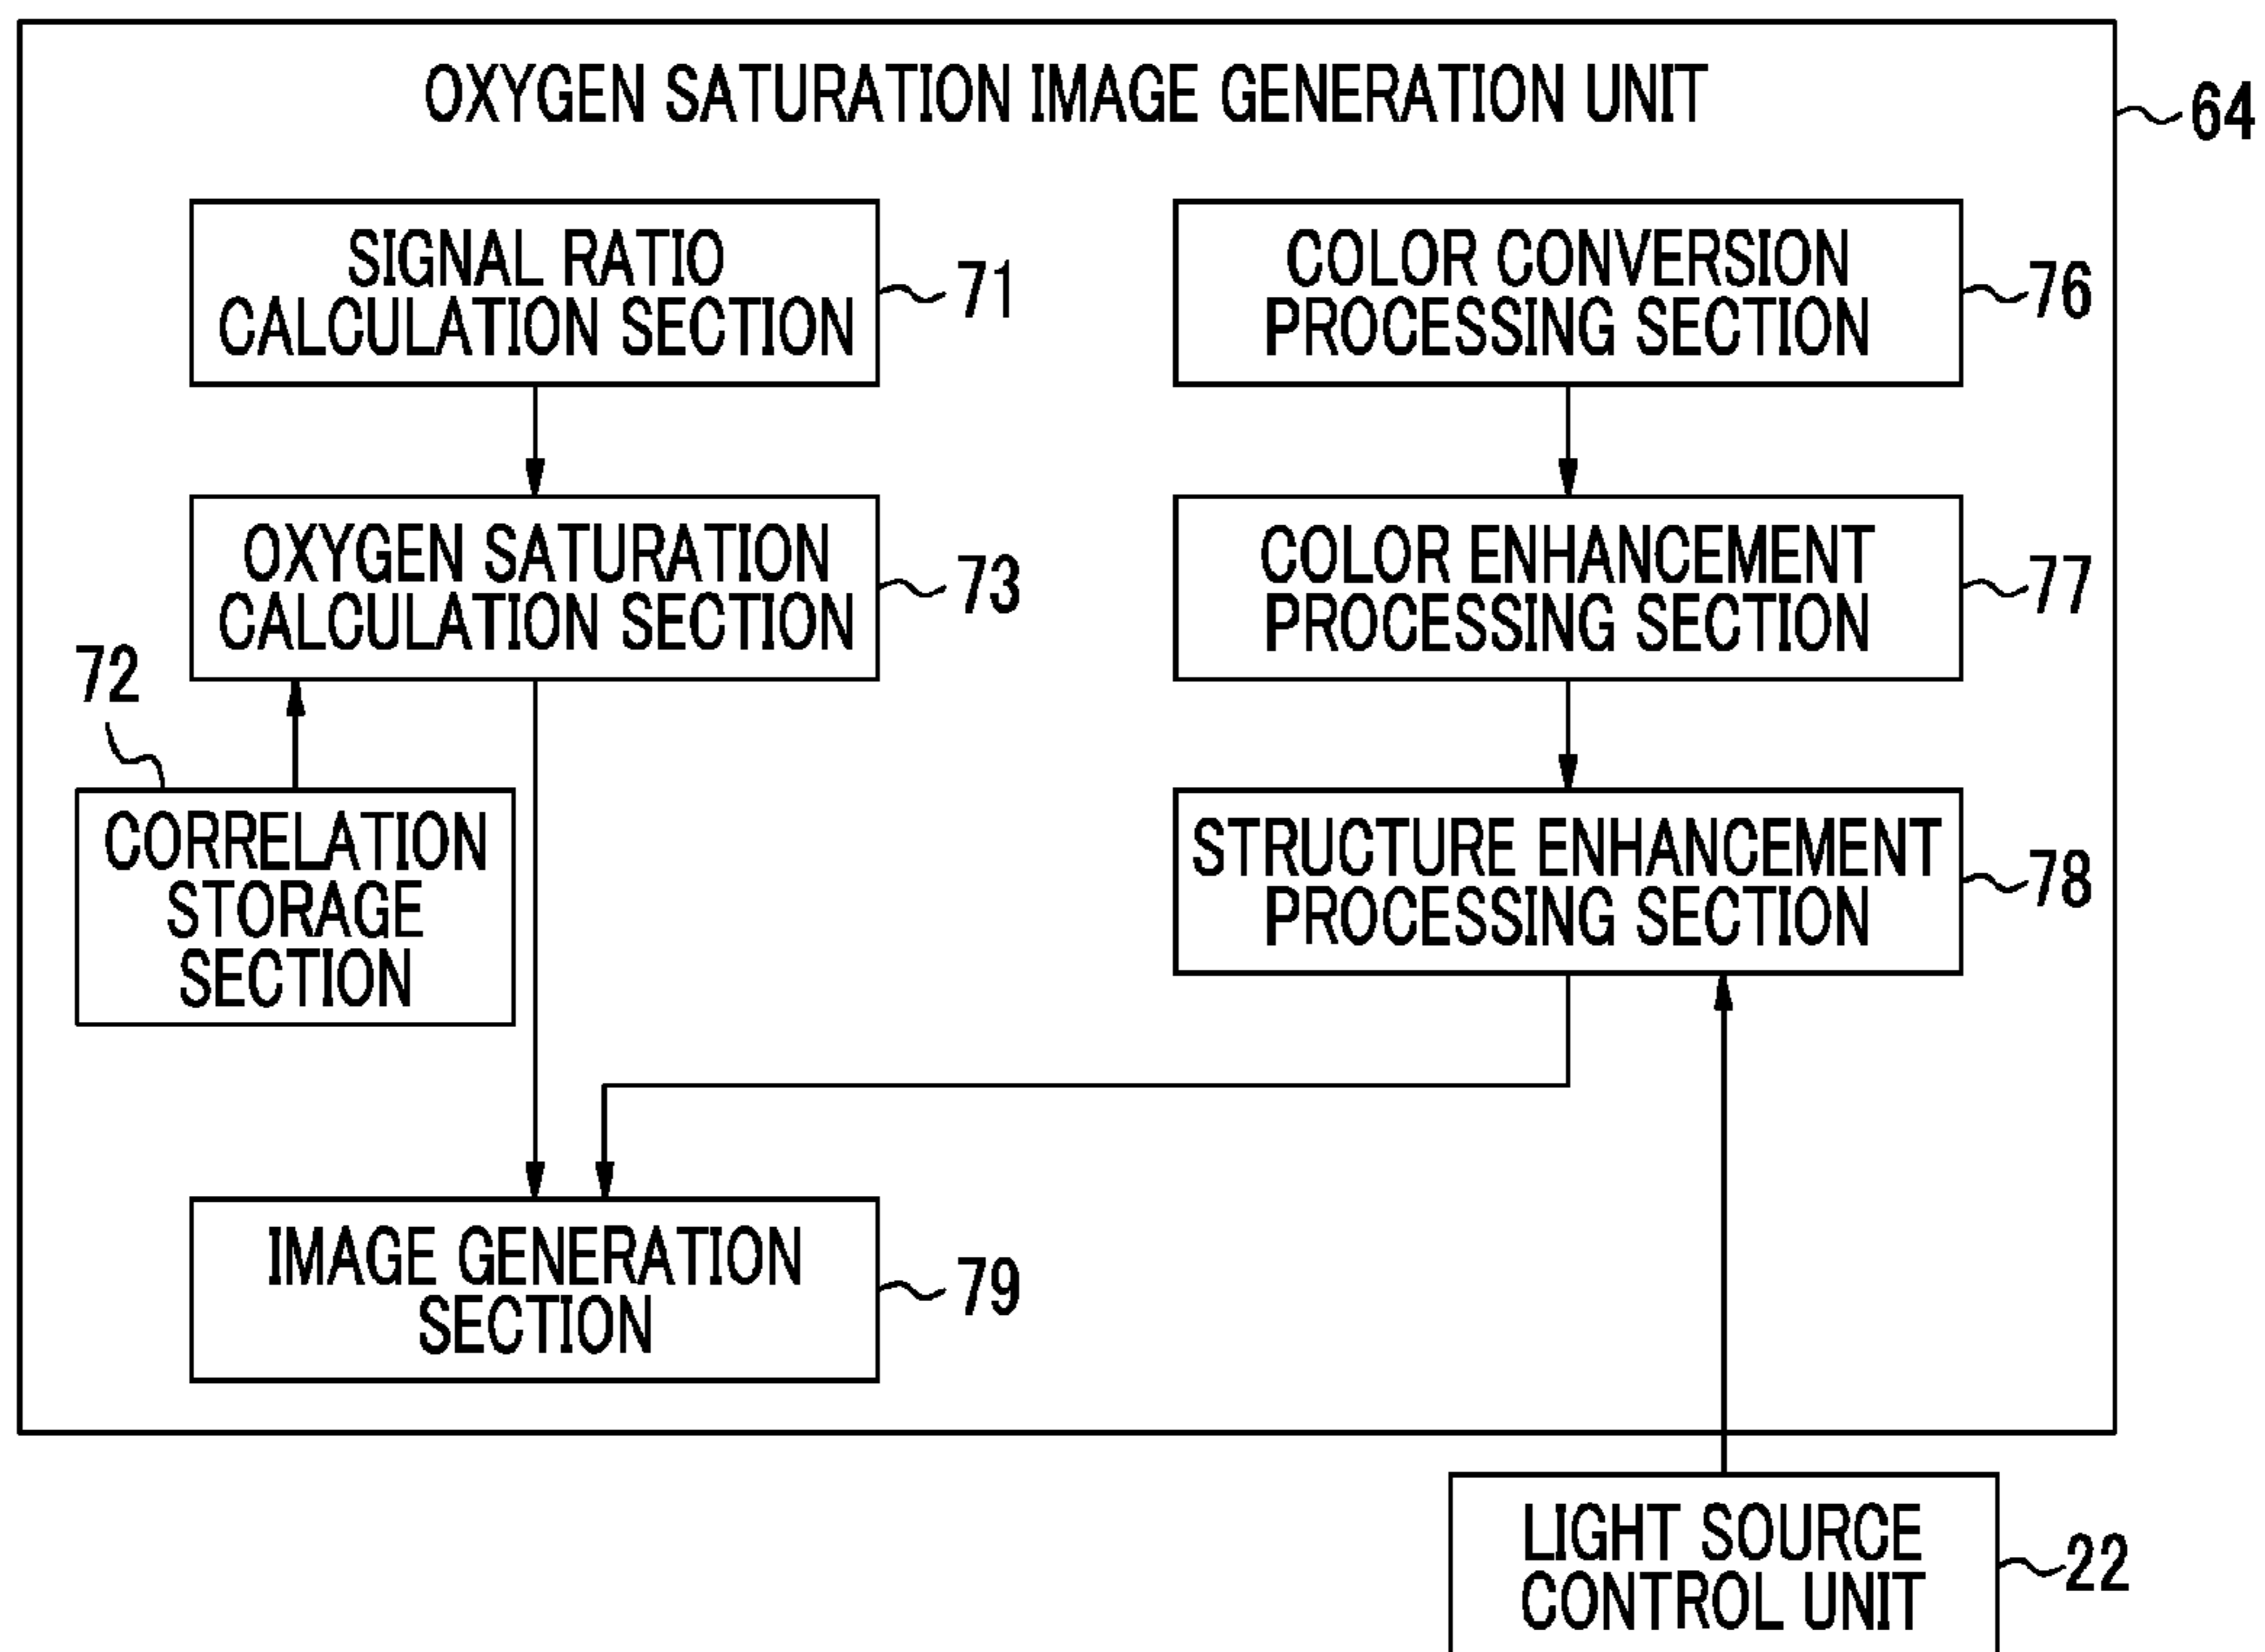 OXYGEN SATURATION IMAGE GENERATION UNIT
64
SIGNAL RATIO
CALCULATION SECTION
71
COLOR CONVERSION
PROCESSING SECTION
76
OXYGEN SATURATION
CALCULATION SECTION
73
COLOR ENHANCEMENT
PROCESSING SECTION
77
72
CORRELATION
STORAGE
SECTION
STRUCTURE ENHANCEMENT
PROCESSING SECTION
78
IMAGE GENERATION
SECTION
79
LIGHT SOURCE
CONTROL UNIT
22